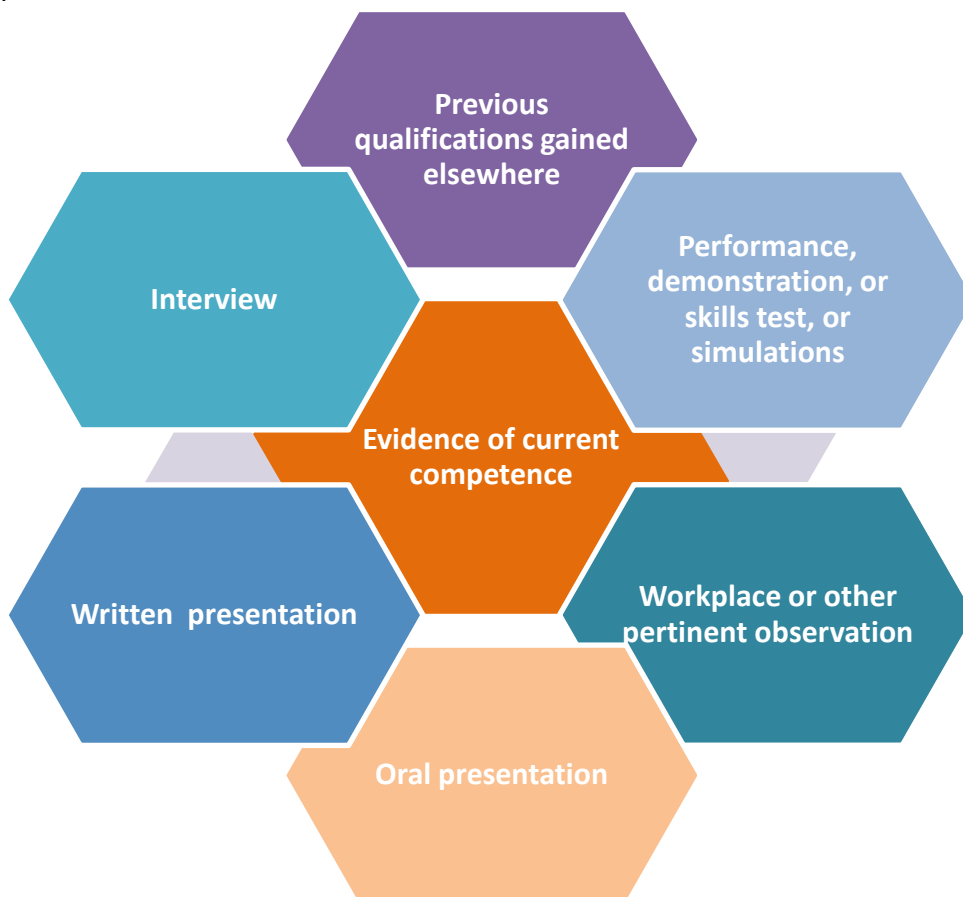 Previous
qualifications gained
elsewhere
Performance,
demonstration, or
skills test, or
simulations
Interview
Evidence of current
competence
Workplace or other
pertinent observation
Written  presentation
Oral presentation